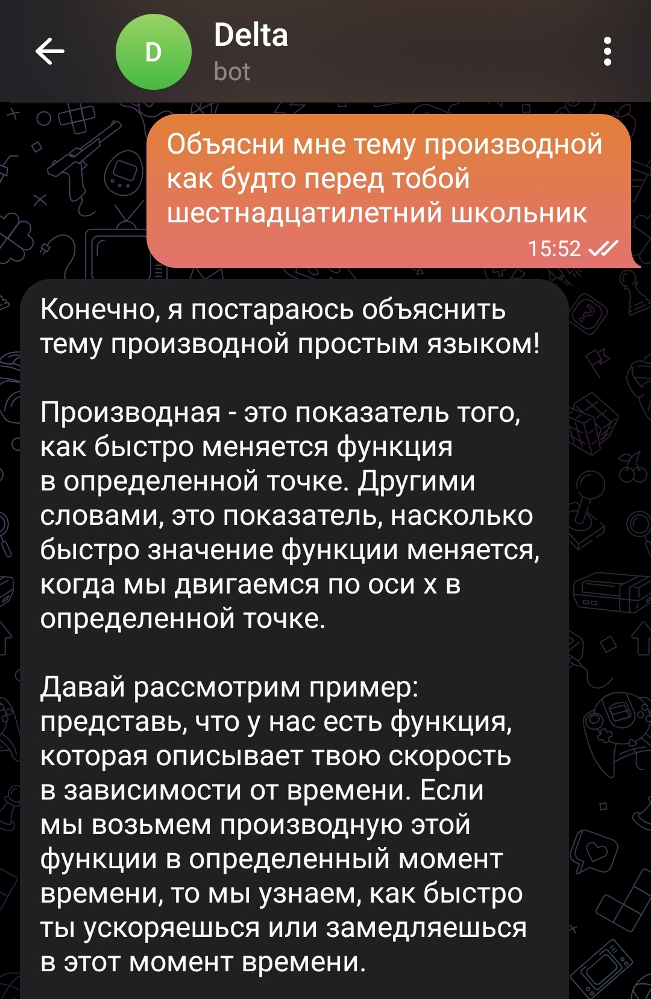 D
Delta
bot
Объясни мне тему производной
как будто перед тобой
шестнадцатилетний школьник
15:52
Конечно, я постараюсь объяснить
тему производной простым языком!
Производная - это показатель того,
как быстро меняется функция
в определенной точке. Другими
словами, это показатель, насколько
быстро значение функции меняется,
когда мы двигаемся по оси x в
определенной точке.
Давай рассмотрим пример:
представь, что у нас есть функция,
которая описывает твою скорость
в зависимости от времени. Если
мы возьмем производную этой
функции в определенный момент
времени, то мы узнаем, как быстро
ты ускоряешься или замедляешься
в этот момент времени.